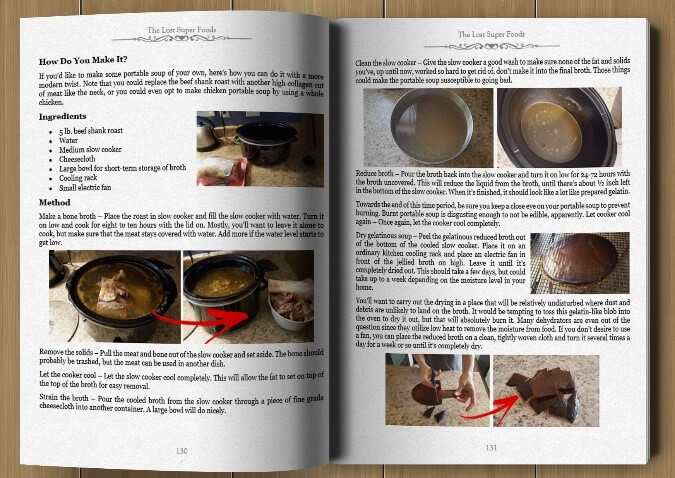 The Lost Super Foods
How Do You Make It?
If you'd like to make some portable soup of your own, here's how you can do it with a more
modern twist. Note that you could replace the beef shank roast with another high-collagen cut
of meat like the neck, or you could even opt to make chicken portable soup by using a whole
chicken.
Ingredients
• 5 lb. beef shank roast
• Water
• Medium slow cooker
• Cheesecloth
• Large bowl for short-term storage of broth
• Cooling rack
• Small electric fan
Method
Make a bone broth – Place the roast in slow cooker and fill the slow cooker with water. Turn it
on low and cook for eight to ten hours with the lid on. Mostly, you'll want to leave it alone to
cook, but make sure that the meat stays covered with water. Add more if the water level starts to
get low.
Remove the solids – Pull the meat and bone out of the slow cooker and set aside. The bone should
probably be trashed, but the meat can be used in another dish.
Let the cooker cool – Let the slow cooker cool completely. This will allow the fat to set on top of
the top of the broth for easy removal.
Strain the broth – Pour the cooled broth from the slow cooker through a piece of fine grade
cheesecloth into another container. A large bowl will do nicely.
130
The Lost Super Foods
Clean the slow cooker – Give the slow cooker a good wash to make sure none of the fat and solids
you've, up until now, worked so hard to get rid of, don't make it into the final broth. Those things
could make the portable soup susceptible to going bad.
Reduce broth – Pour the broth back into the slow cooker and turn it on low for 24-72 hours with
the broth uncovered. This will reduce the liquid from the broth, until there's about ½ inch left
in the bottom of the slow cooker. When it's finished, it should look like a lot like prepared gelatin.
Towards the end of this time period, be sure you keep a close eye on your portable soup to prevent
burning. Burnt portable soup is disgusting enough to not be edible, apparently. Let cooker cool
again – Once again, let the cooker cool completely.
Dry gelatinous soup – Peel the gelatinous reduced broth out
of the bottom of the cooled slow cooker. Place it on an
ordinary kitchen cooling rack and place an electric fan in
front of the jellied broth on high. Leave it until it's
completely dried out. This should take a few days, but could
take up to a week depending on the moisture level in your
home.
You'll want to carry out the drying in a place that will be relatively undisturbed where dust and
debris are unlikely to land on the broth. It would be tempting to toss this gelatin-like blob into
the oven to dry it out, but that will absolutely burn it. Many dehydrators are even out of the
question since they utilize low heat to remove the moisture from food. If you don't desire to use
a fan, you can place the reduced broth on a clean, tightly woven cloth and turn it several times a
day for a week or so until it's completely dry.
131